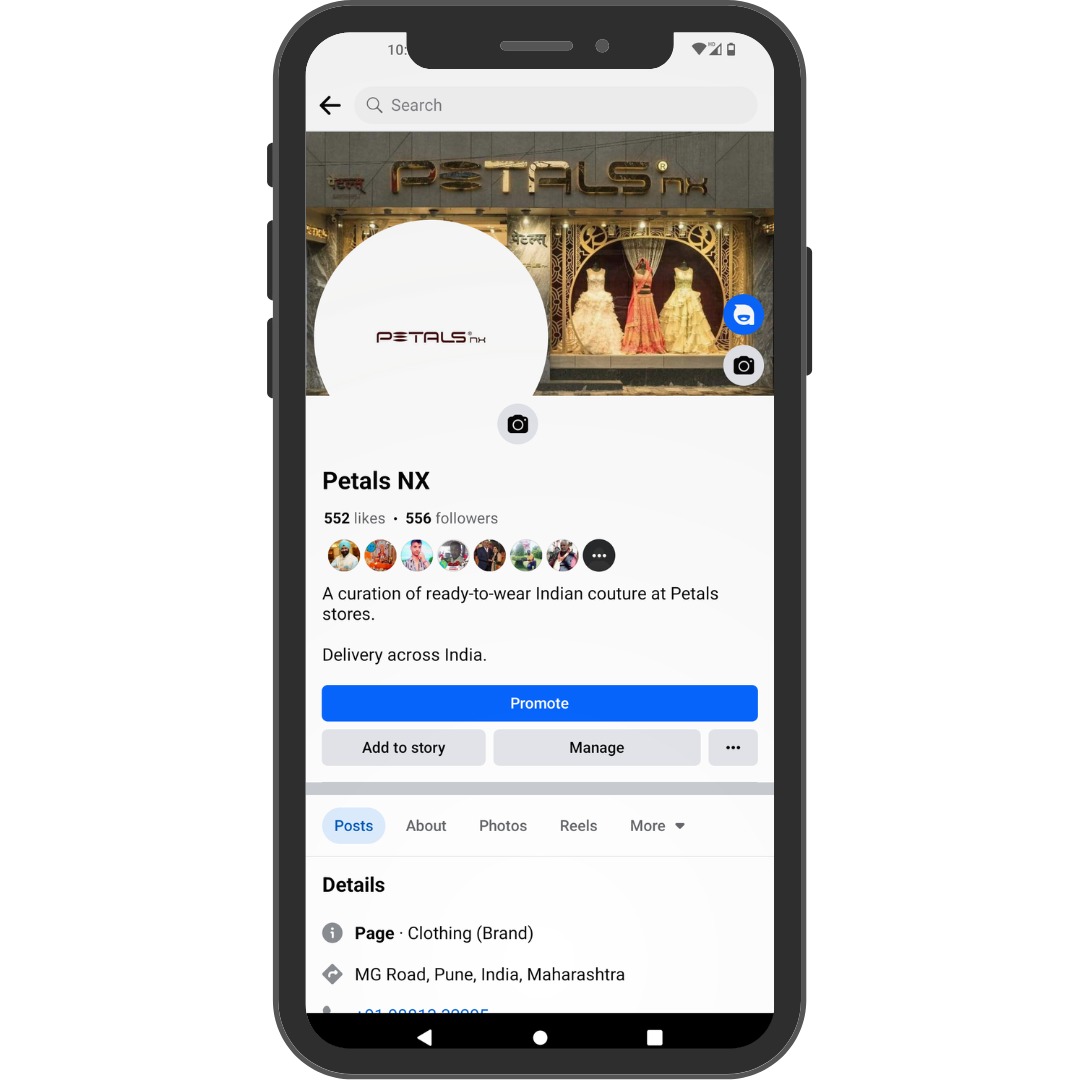 10:
Search
PETALS® nx
पेटल्स
पेटल्स
PETALS® nx
Petals NX
552 likes • 556 followers
A curation of ready-to-wear Indian couture at Petals
stores.
Delivery across India.
Promote
Add to story
Manage
Posts
About
Photos
Reels
More
Details
Page · Clothing (Brand)
MG Road, Pune, India, Maharashtra